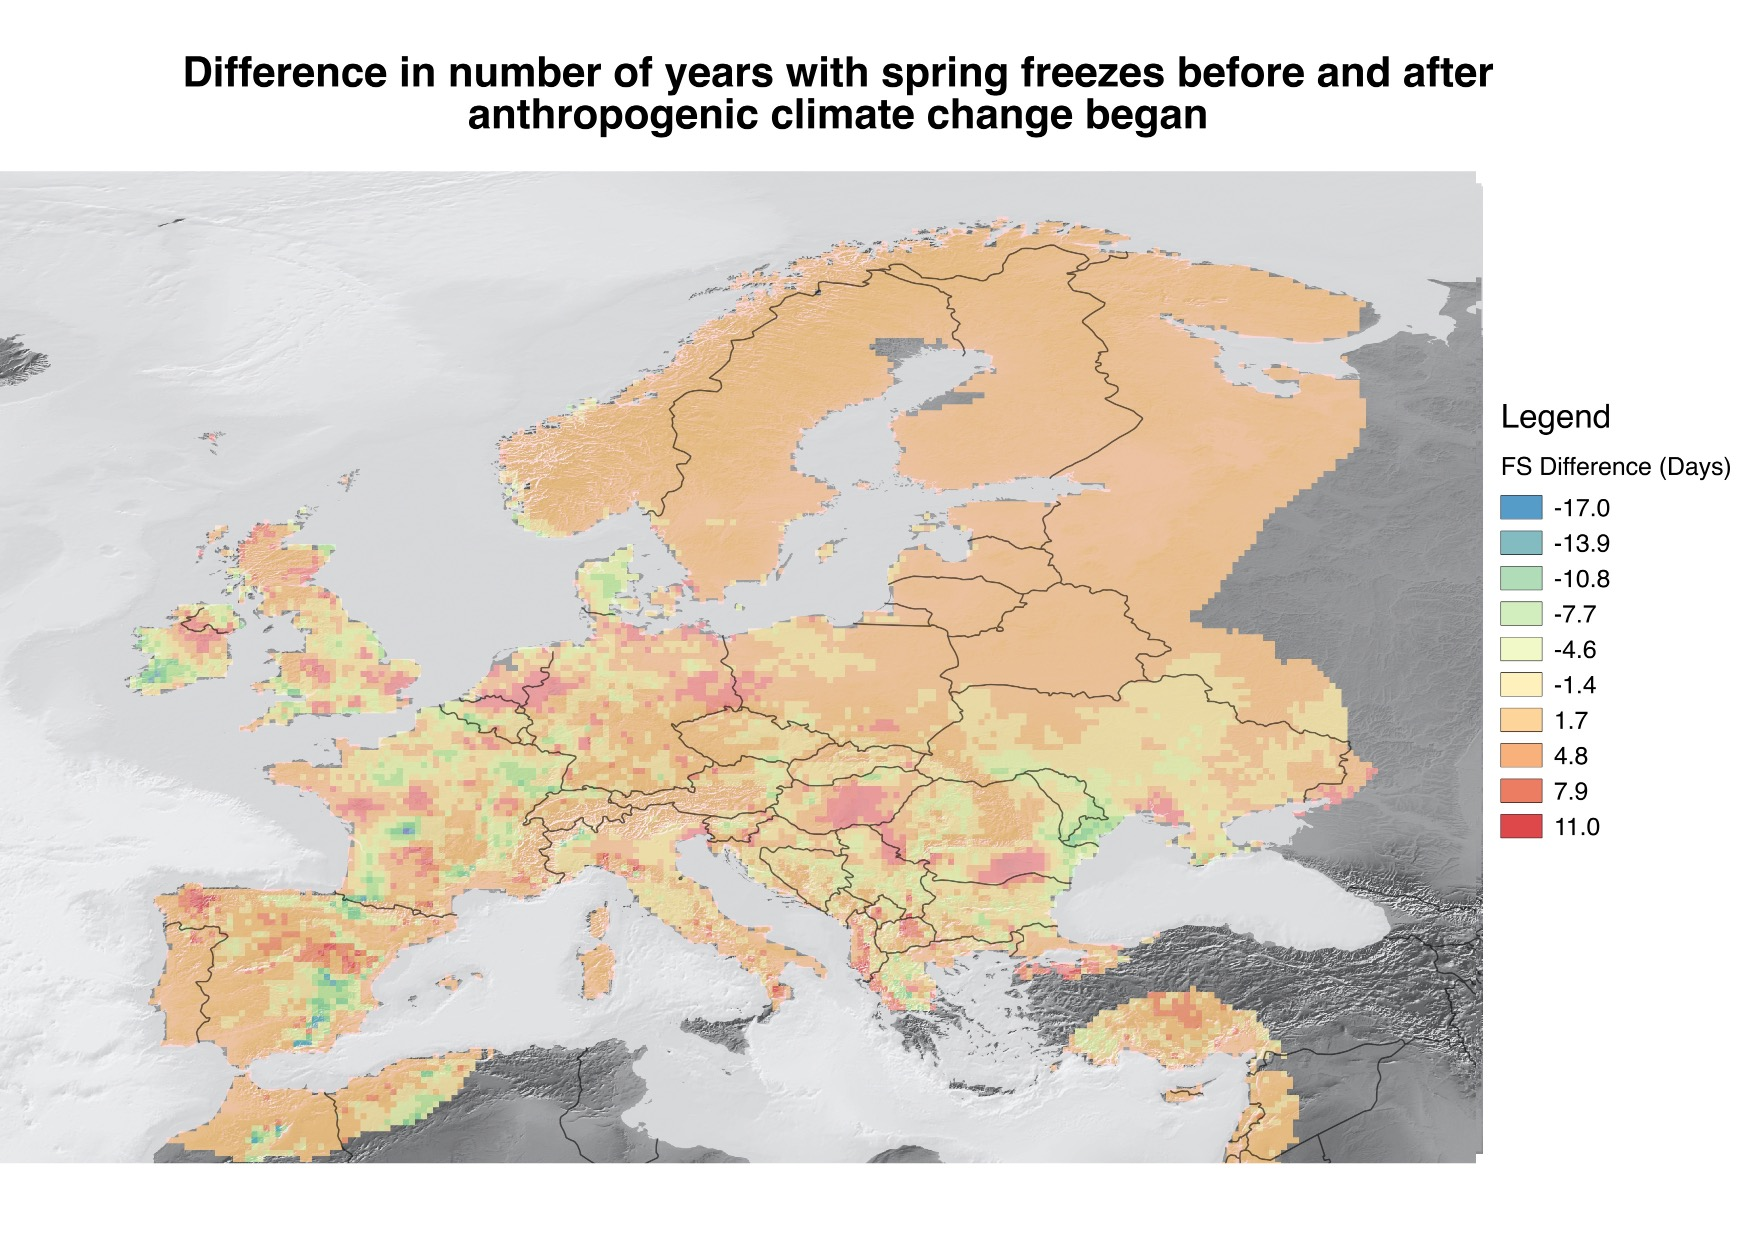 Difference in number of years with spring freezes before and after
anthropogenic climate change began
Legend
FS Difference (Days)
-17.0
-13.9
-10.8
-7.7
-4.6
-1.4
1.7
4.8
7.9
11.0